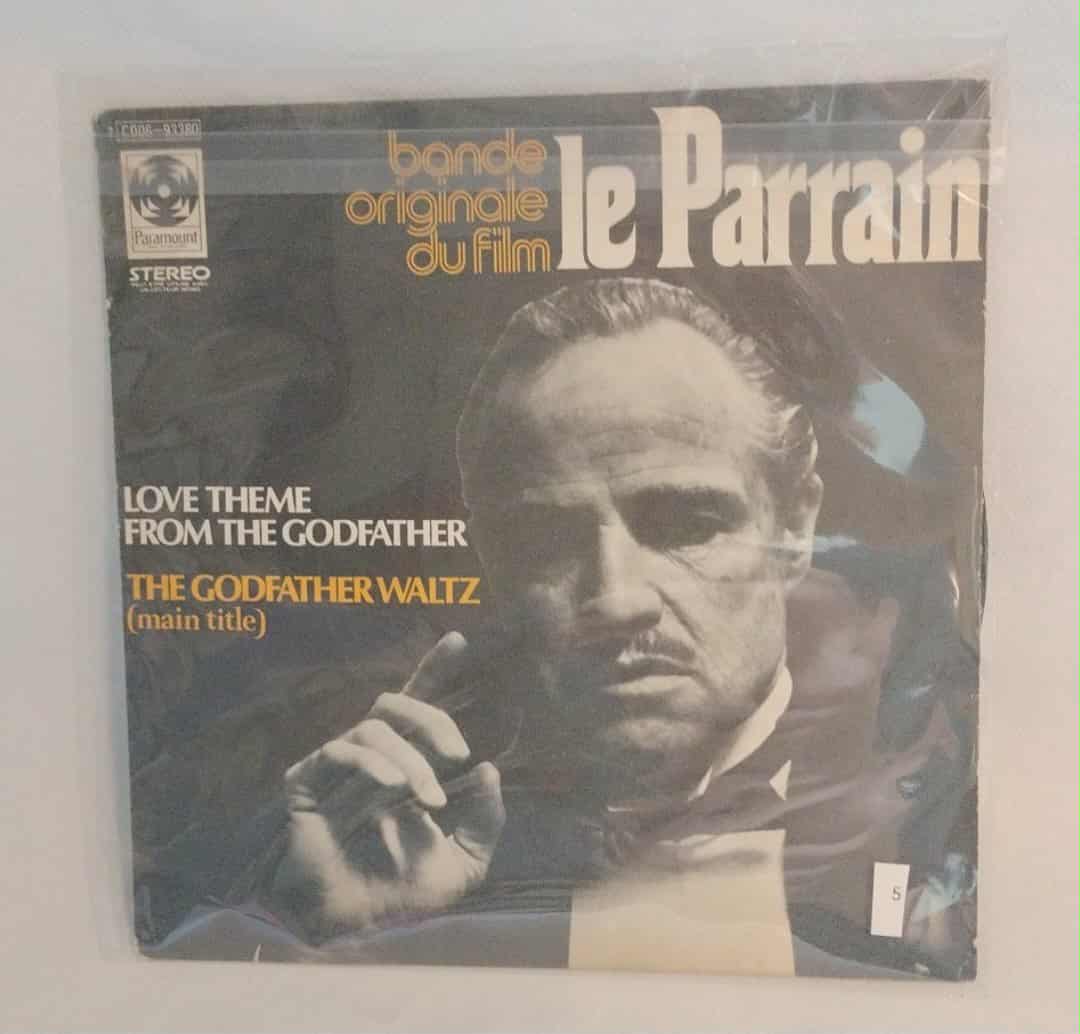 C006-93380
bande
originale
du film
le Parrain
Paramount
STEREO
LOVE THEME
FROM THE GODFATHER
THE GODFATHER WALTZ
(main title)
5